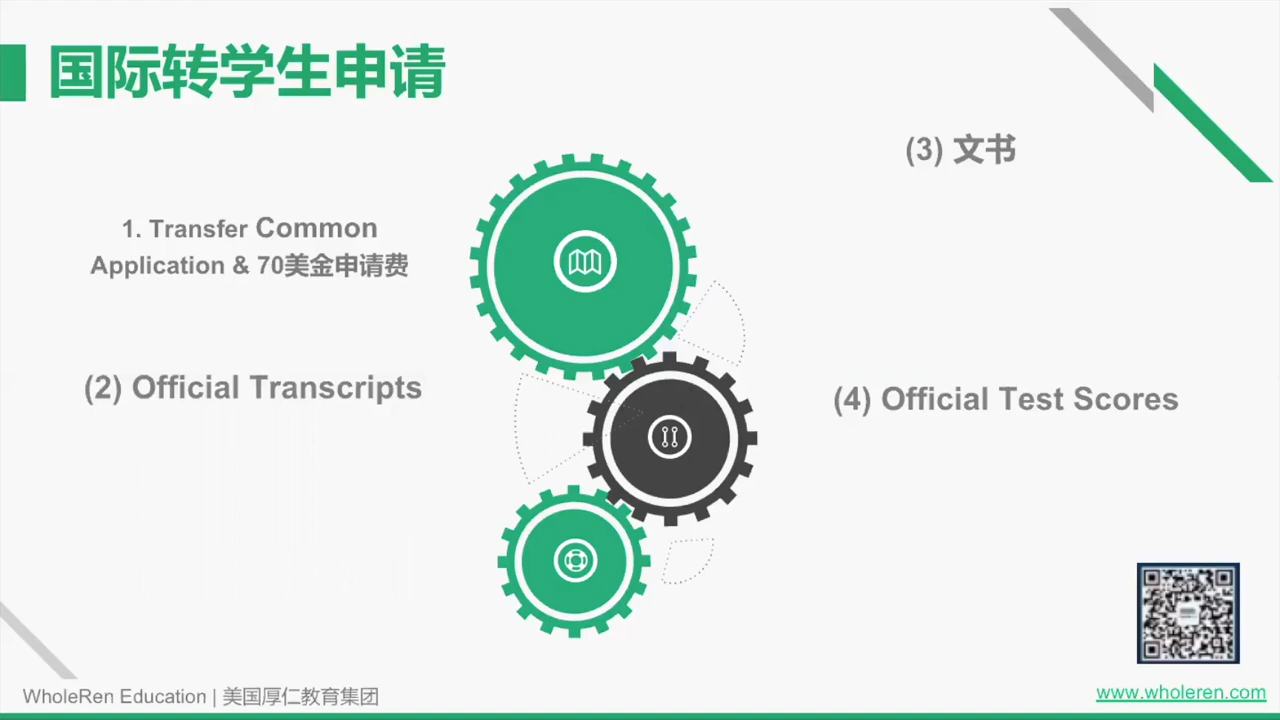 国际转学生申请
1. Transfer Common
Application & 70美金申请费
(2) Official Transcripts
(3) 文书
(4) Official Test Scores
WholeRen Education | 美国厚仁教育集团
www.wholeren.com